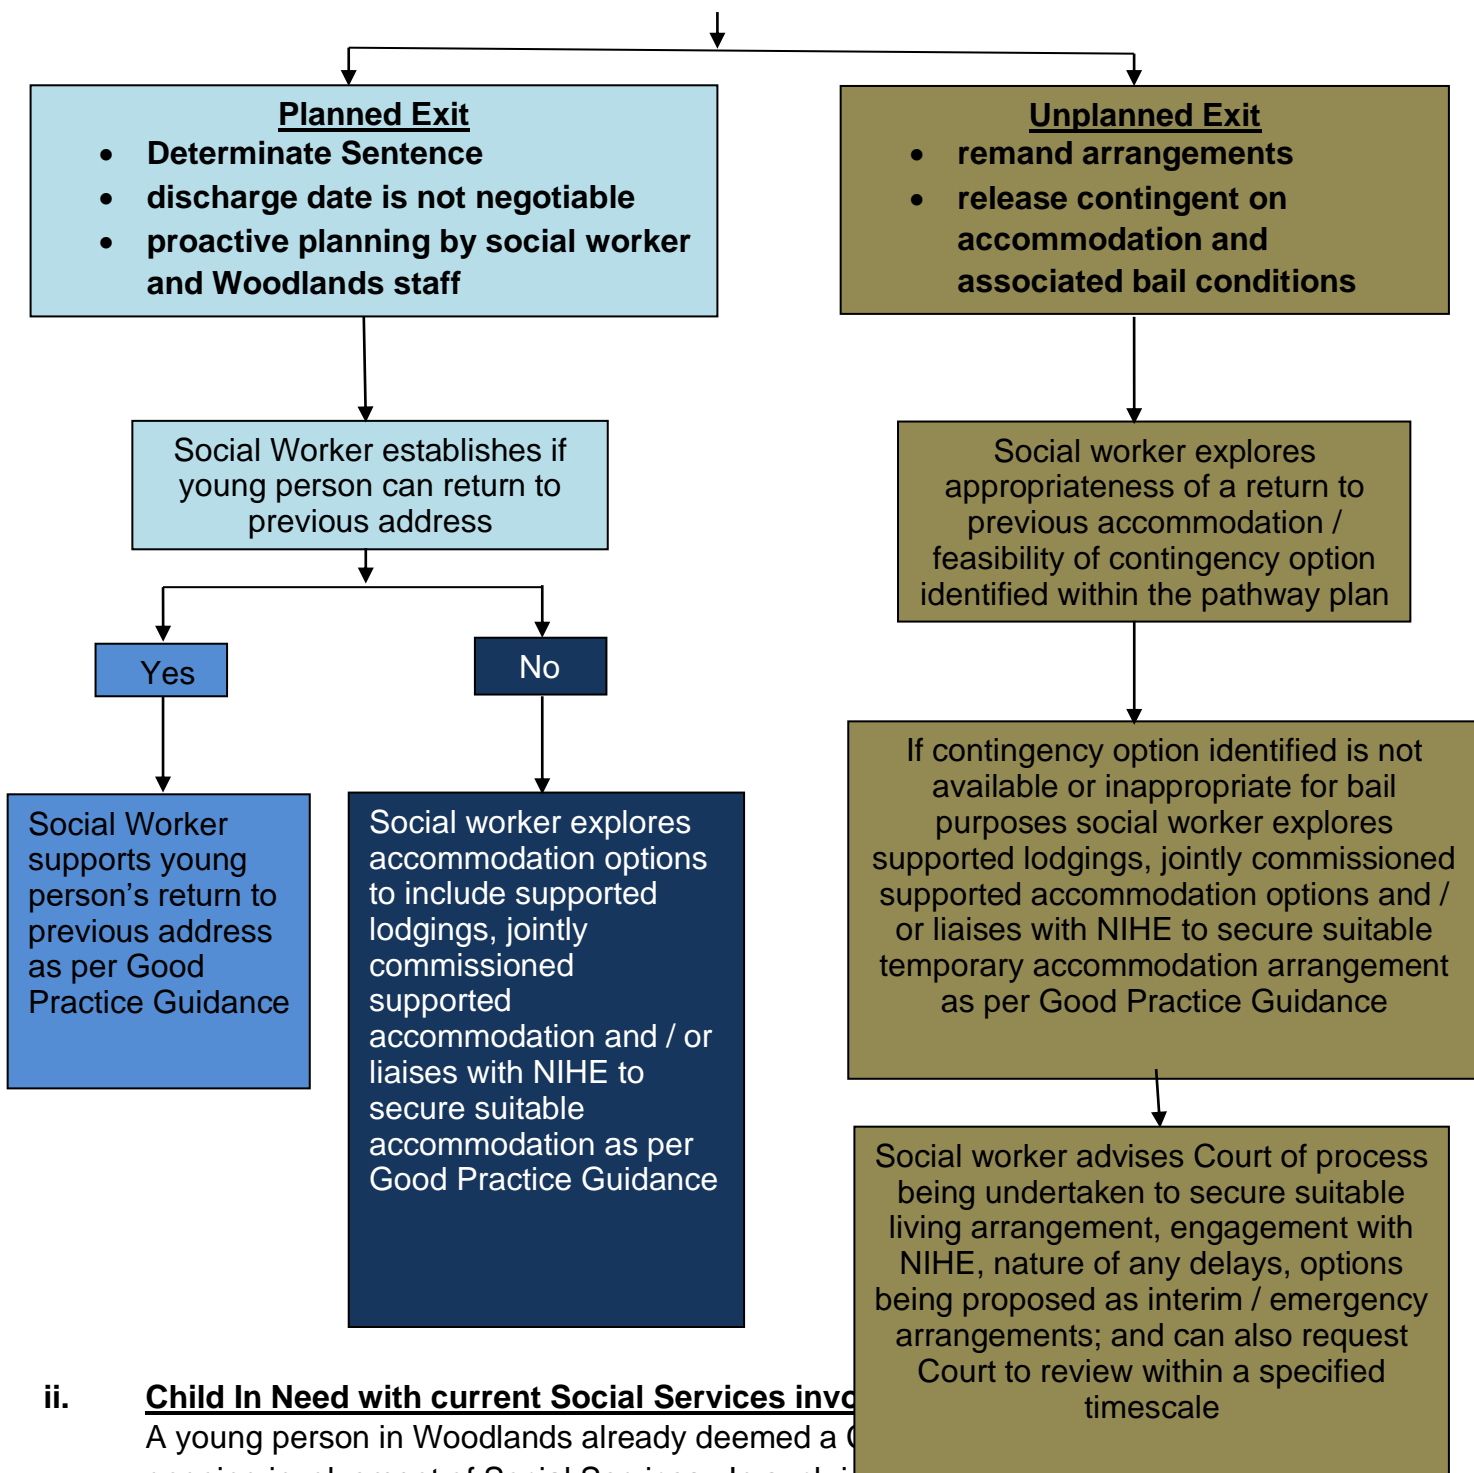 Planned Exit
• Determinate Sentence
• discharge date is not negotiable
• proactive planning by social worker
and Woodlands staff
Unplanned Exit
• remand arrangements
• release contingent on
accommodation and
associated bail conditions
Social Worker establishes if
young person can return to
previous address
Social worker explores
appropriateness of a return to
previous accommodation /
feasibility of contingency option
identified within the pathway plan
Yes
No
Social Worker
supports young
person’s return to
previous address
as per Good
Practice Guidance
Social worker explores
accommodation options
to include supported
lodgings, jointly
commissioned
supported
accommodation and / or
liaises with NIHE to
secure suitable
accommodation as per
Good Practice Guidance
If contingency option identified is not
available or inappropriate for bail
purposes social worker explores
supported lodgings, jointly commissioned
supported accommodation options and /
or liaises with NIHE to secure suitable
temporary accommodation arrangement
as per Good Practice Guidance
Social worker advises Court of process
being undertaken to secure suitable
living arrangement, engagement with
NIHE, nature of any delays, options
being proposed as interim / emergency
arrangements; and can also request
Court to review within a specified
timescale
ii. Child In Need with current Social Services
A young person in Woodlands already deemed a